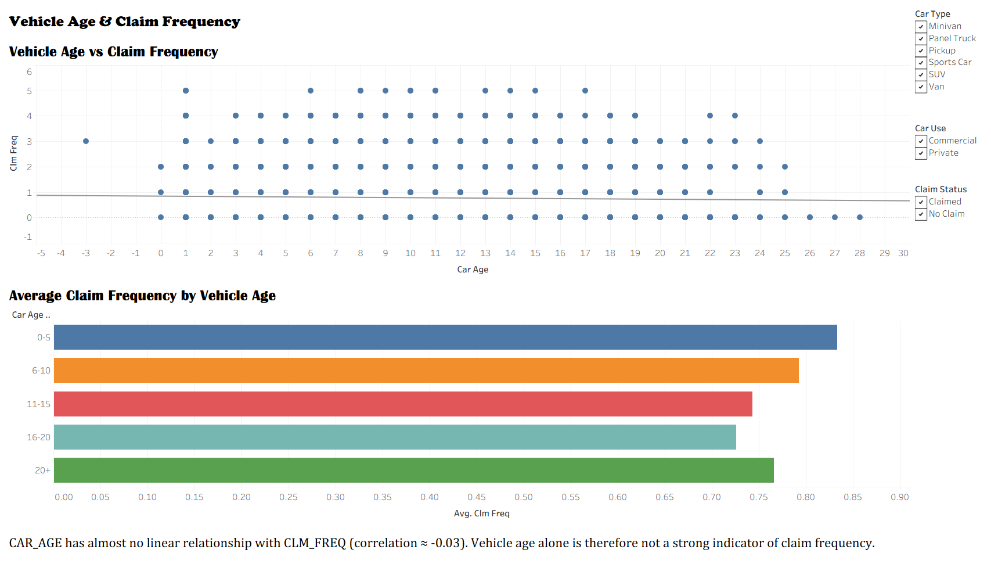 Vehicle Age & Claim Frequency
Vehicle Age vs Claim Frequency
6
5
4
3
2
1
0
-1
Clm Freq
-5 -4 -3 -2 -1 0 1 2 3 4 5 6 7 8 9 10 11 12 13 14 15 16 17 18 19 20 21 22 23 24 25 26 27 28 29 30
Car Age
Car Type
Minivan
Panel Truck
Pickup
Sports Car
SUV
Van
Car Use
Commercial
Private
Claim Status
Claimed
No Claim
Average Claim Frequency by Vehicle Age
Car Age ..
0-5
6-10
11-15
16-20
20+
0.00 0.05 0.10 0.15 0.20 0.25 0.30 0.35 0.40 0.45 0.50 0.55 0.60 0.65 0.70 0.75 0.80 0.85 0.90
Avg. Clm Freq
CAR_AGE has almost no linear relationship with CLM_FREQ (correlation ≈ -0.03). Vehicle age alone is therefore not a strong indicator of claim frequency.